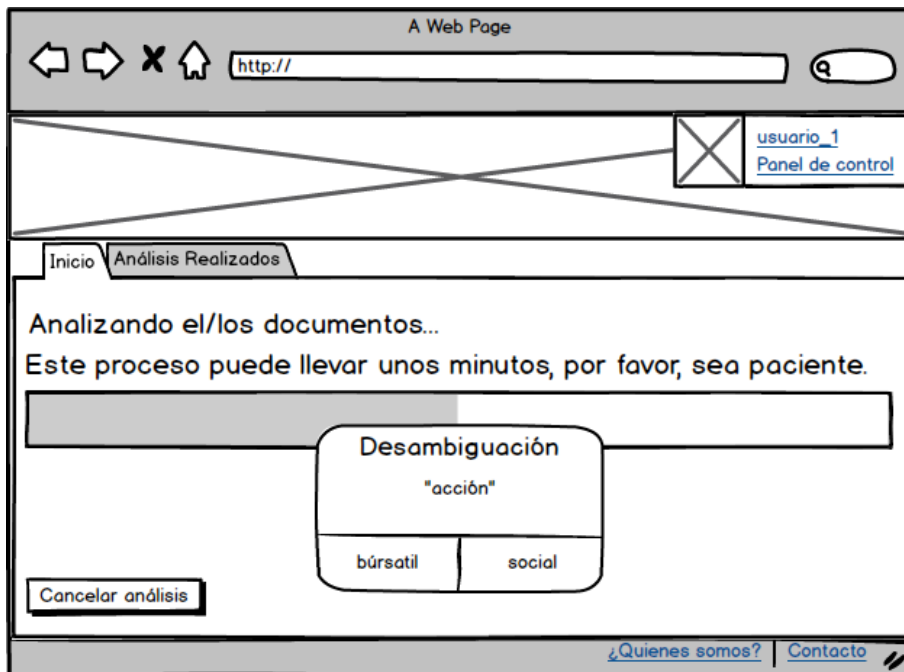 A Web Page
http://
usuario_1
Panel de control
Inicio
Análisis Realizados
Analizando el/los documentos...
Este proceso puede llevar unos minutos, por favor, sea paciente.
Desambiguación
"acción"
búrsatil
social
Cancelar análisis
¿Quienes somos?
Contacto